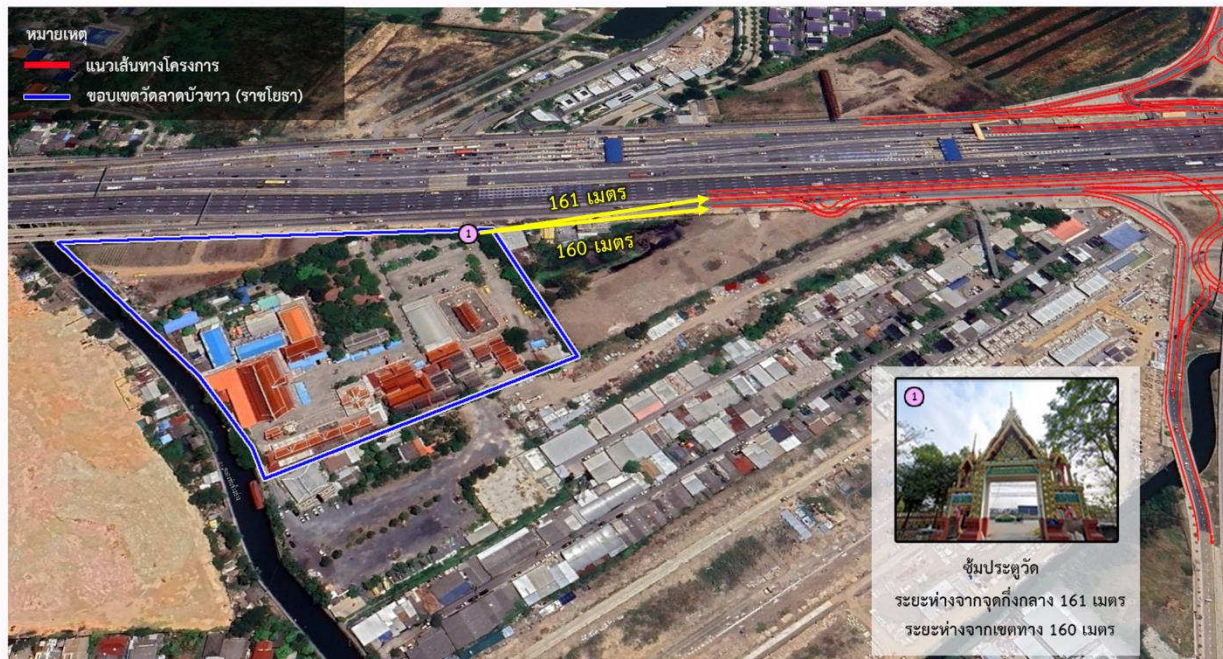 หมายเหตุ
แนวเส้นทางโครงการ
ขอบเขตวัดลาดบัวขาว (ราชโยธา)
161 เมตร
1
160 เมตร
1
ซุ้มประตูวัด
ระยะห่างจากจุดกึ่งกลาง 161 เมตร
ระยะห่างจากเขตทาง 160 เมตร